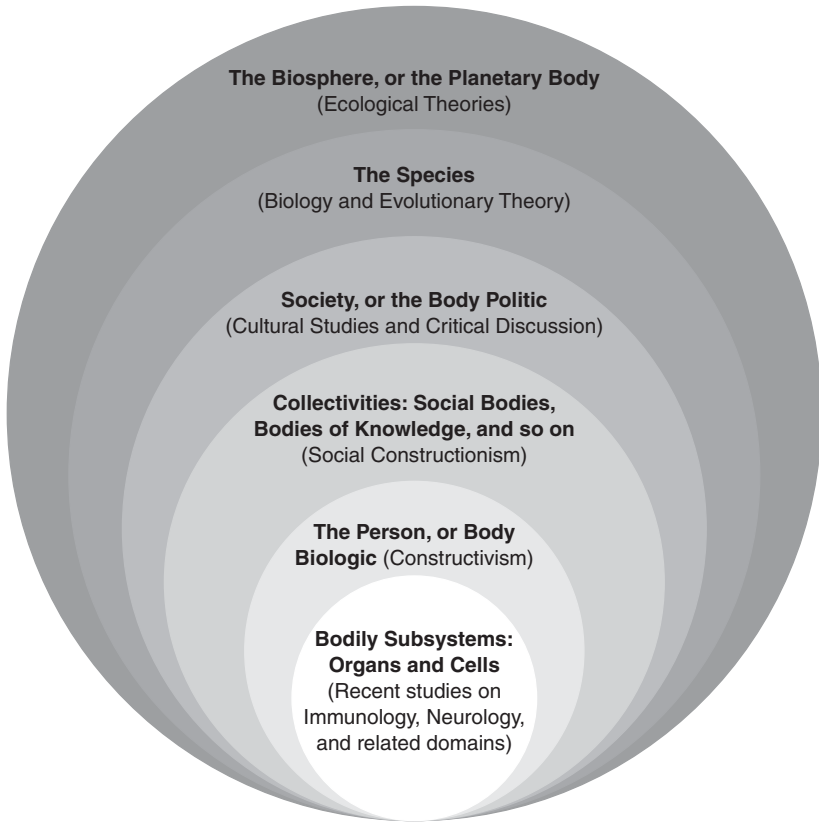 The Biosphere, or the Planetary Body
(Ecological Theories)
The Species
(Biology and Evolutionary Theory)
Society, or the Body Politic
(Cultural Studies and Critical Discussion)
Collectivities: Social Bodies,
Bodies of Knowledge, and so on
(Social Constructionism)
The Person, or Body
Biologic (Constructivism)
Bodily Subsystems:
Organs and Cells
(Recent studies on
Immunology, Neurology,
and related domains)